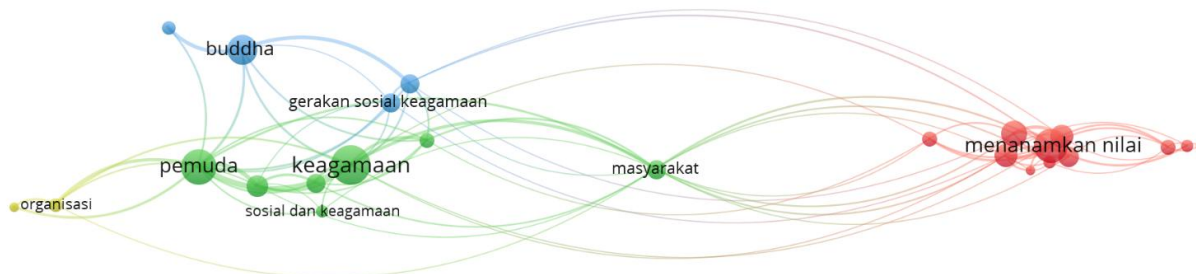 buddha
gerakan sosial keagamaan
pemuda
keagamaan
masyarakat
menanamkan nilai
organisasi
sosial dan keagamaan